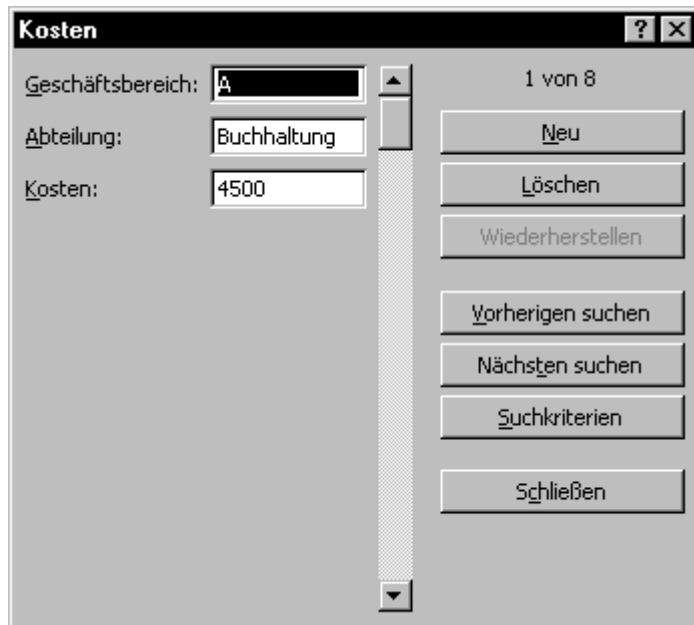 Kosten
Geschäftsbereich: A
Abteilung: Buchhaltung
Kosten: 4500
1 von 8
Neu
Löschen
Wiederherstellen
Vorherigen suchen
Nächsten suchen
Suchkriterien
Schließen